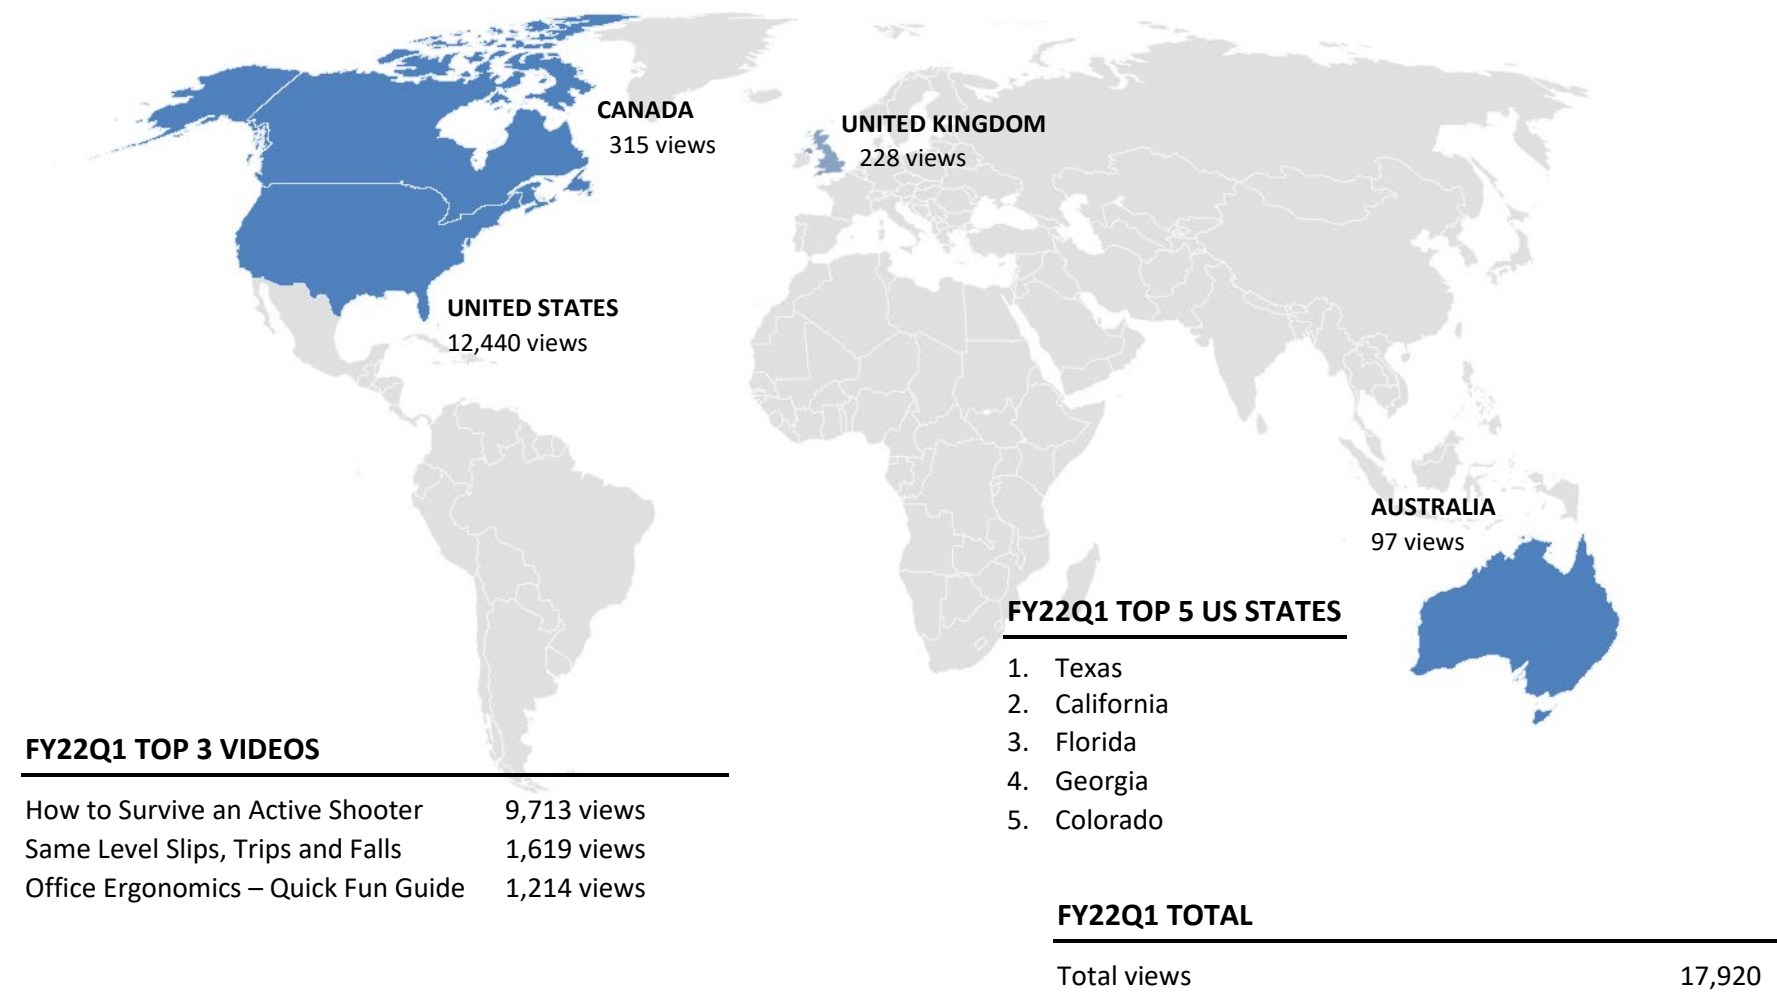 CANADA
315 views
UNITED KINGDOM
228 views
UNITED STATES
12,440 views
AUSTRALIA
97 views
FY22Q1 TOP 5 US STATES
1. Texas
2. California
3. Florida
4. Georgia
5. Colorado
FY22Q1 TOP 3 VIDEOS
How to Survive an Active Shooter 9,713 views
Same Level Slips, Trips and Falls 1,619 views
Office Ergonomics – Quick Fun Guide 1,214 views
FY22Q1 TOTAL
Total views 17,920